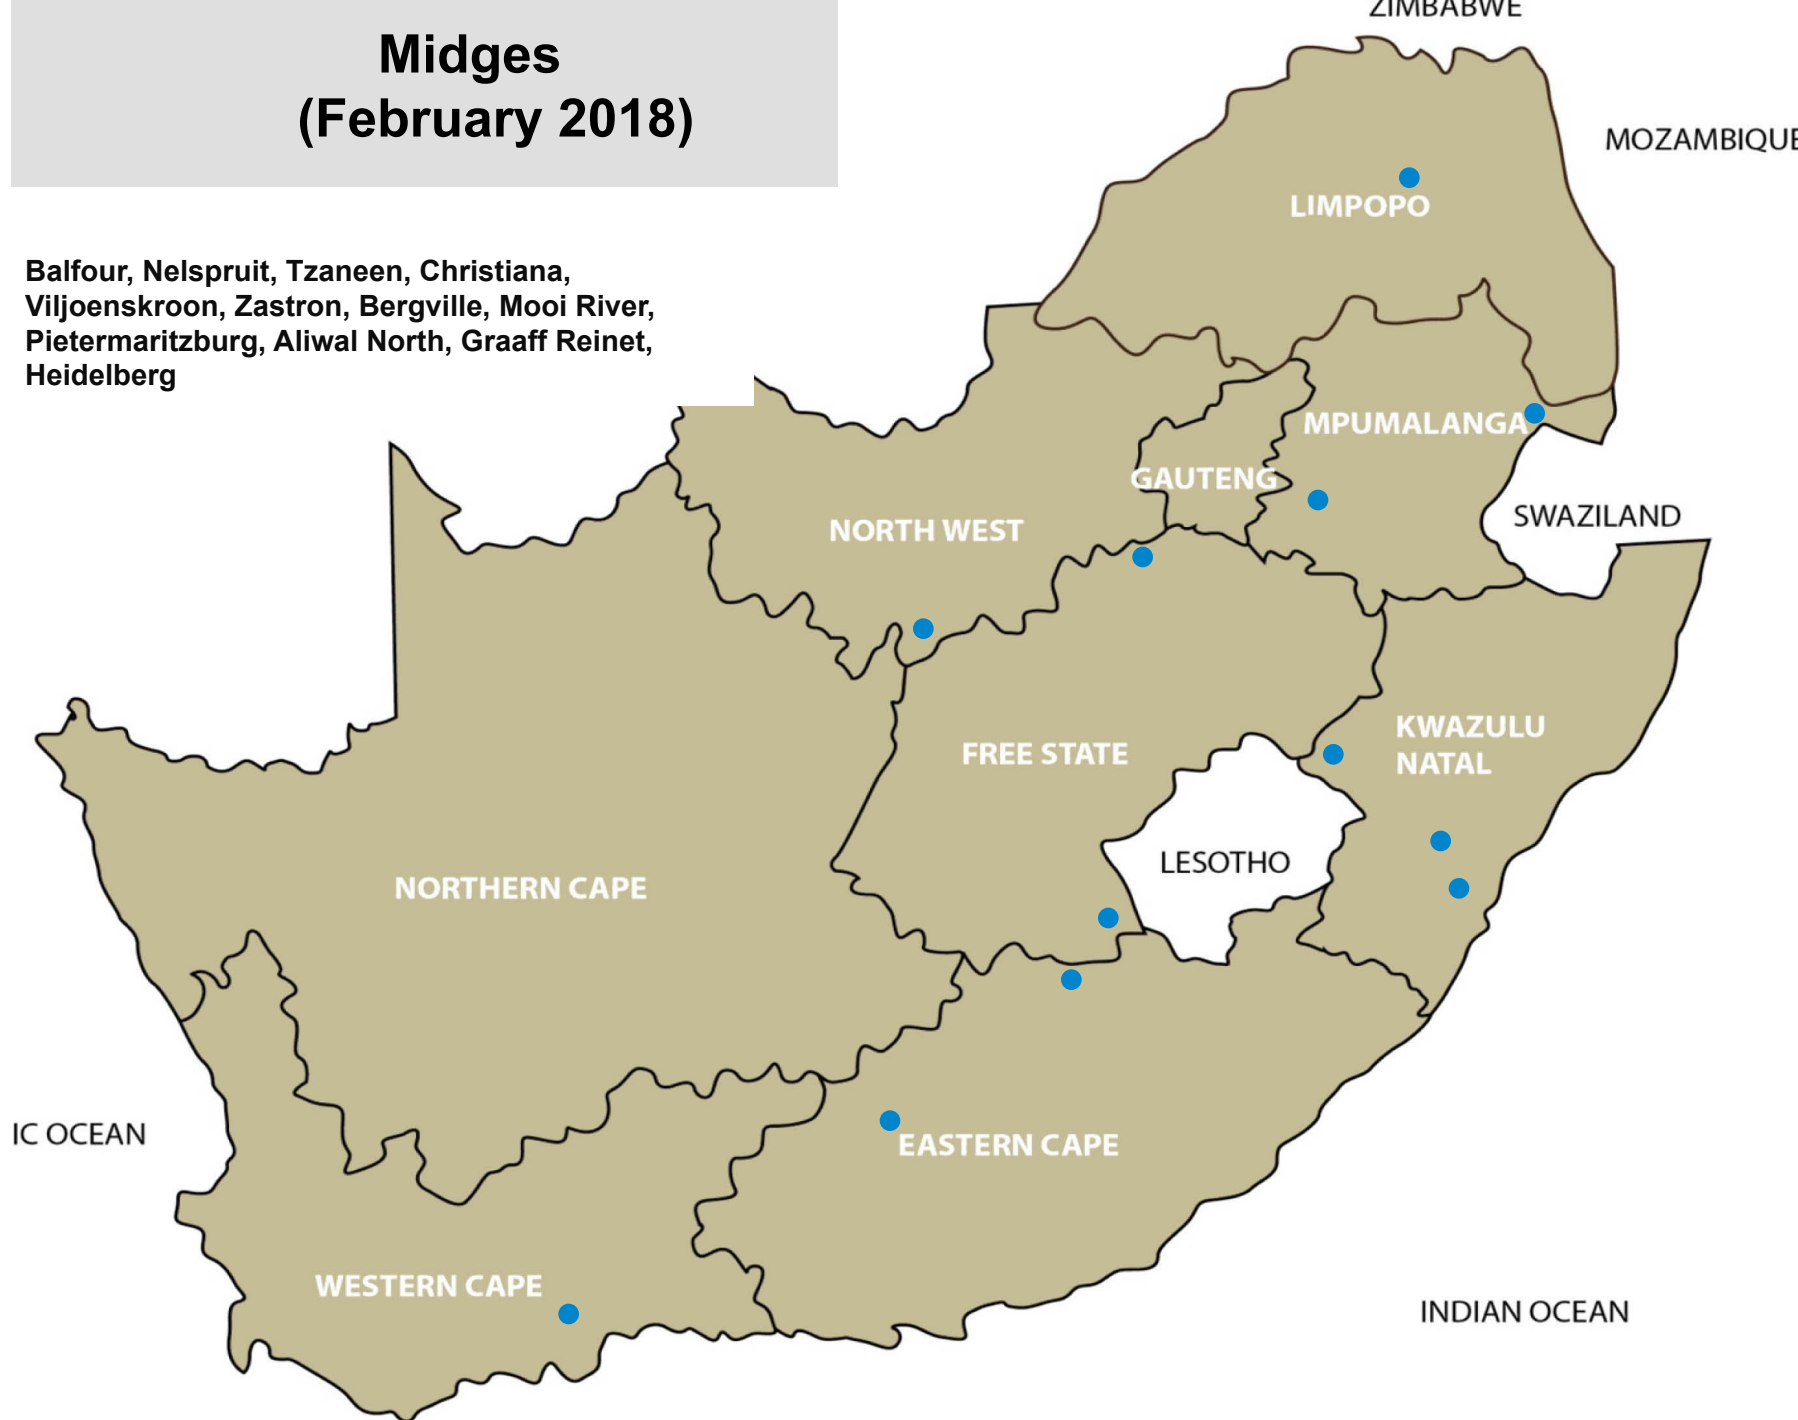 Midges
(February 2018)
Balfour, Nelspruit, Tzaneen, Christiana,
Viljoenskroon, Zastron, Bergville, Mooi River,
Pietermaritzburg, Aliwal North, Graaff Reinet,
Heidelberg
ZIMBABWE
MOZAMBIQUE
LIMPOPO
MPUMALANGA
GAUTENG
SWAZILAND
NORTH WEST
KWAZULU
NATAL
FREE STATE
LESOTHO
NORTHERN CAPE
IC OCEAN
EASTERN CAPE
WESTERN CAPE
INDIAN OCEAN